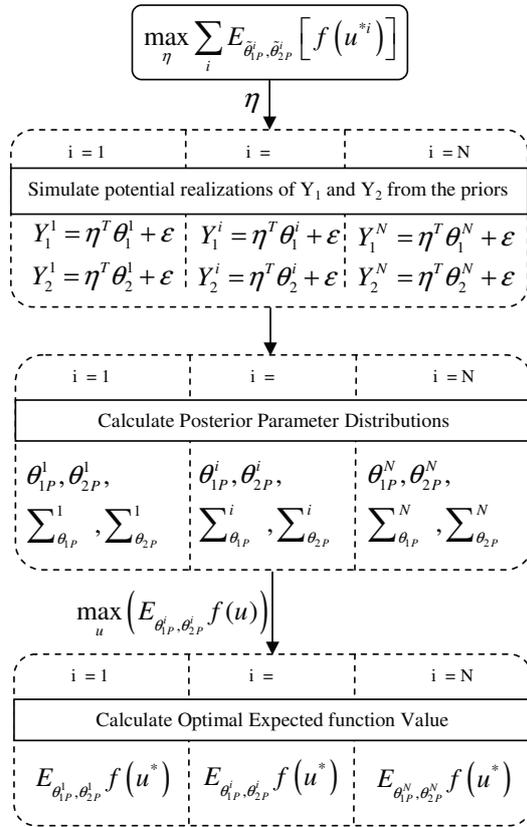 max_η ∑_i E_{θ̃^i_{1P}, θ̃^i_{2P}} [ f(u^{*i}) ]
η
i = 1 i = i = N
Simulate potential realizations of Y₁ and Y₂ from the priors
Y_1^1 = η^T θ_1^1 + ε Y_1^i = η^T θ_1^i + ε Y_1^N = η^T θ_1^N + ε
Y_2^1 = η^T θ_2^1 + ε Y_2^i = η^T θ_2^i + ε Y_2^N = η^T θ_2^N + ε
i = 1 i = i = N
Calculate Posterior Parameter Distributions
θ_{1P}^1, θ_{2P}^1, θ_{1P}^i, θ_{2P}^i, θ_{1P}^N, θ_{2P}^N,
∑^1_{θ_{1P}}, ∑^1_{θ_{2P}} ∑^i_{θ_{1P}}, ∑^i_{θ_{2P}} ∑^N_{θ_{1P}}, ∑^N_{θ_{2P}}
max_u ( E_{θ^i_{1P}, θ^i_{2P}} f(u) )
i = 1 i = i = N
Calculate Optimal Expected function Value
E_{θ^1_{1P}, θ^1_{2P}} f(u^*) E_{θ^i_{1P}, θ^i_{2P}} f(u^*) E_{θ^N_{1P}, θ^N_{2P}} f(u^*)